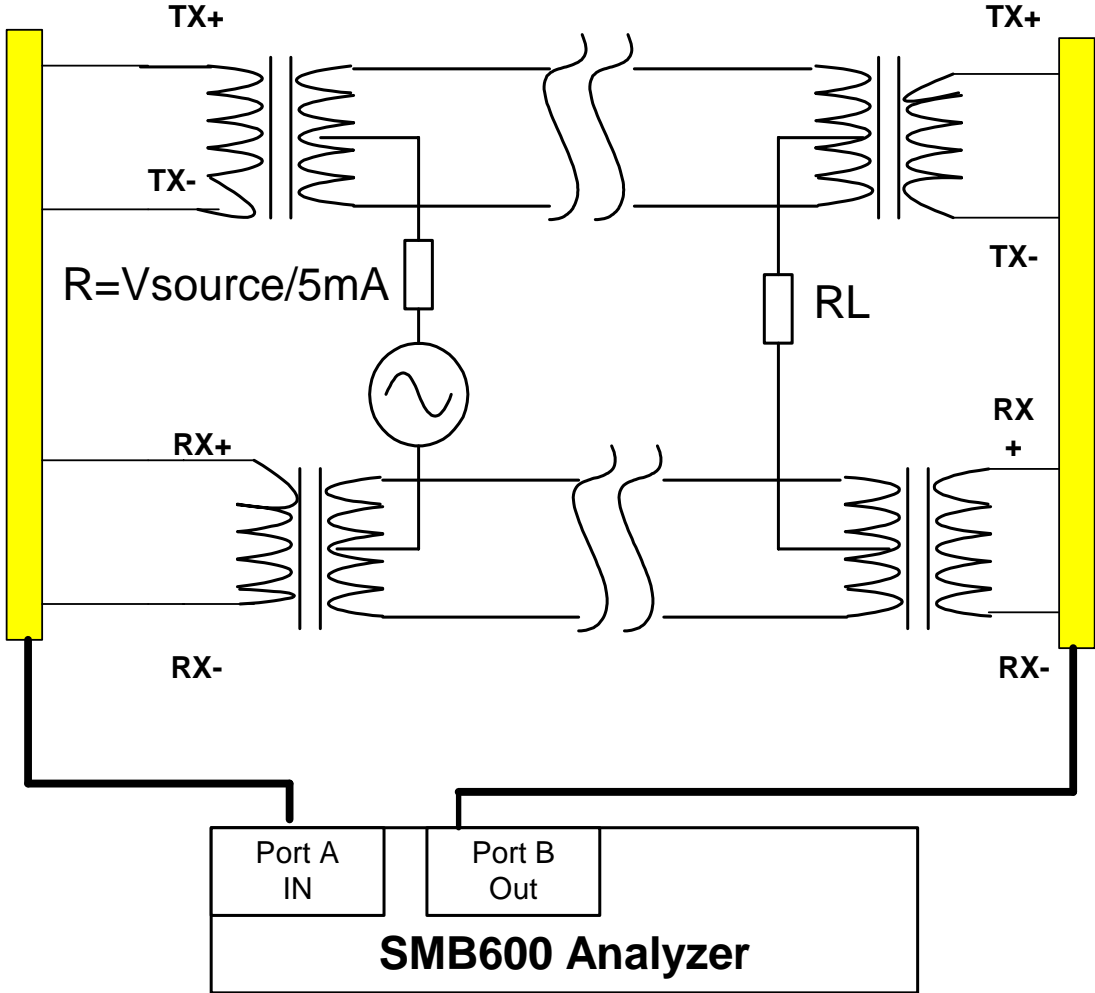 TX+
TX+
TX-
TX-
R=Vsource/5mA
RL
RX+
RX
+
RX-
RX-
Port A
IN
Port B
Out
SMB600 Analyzer